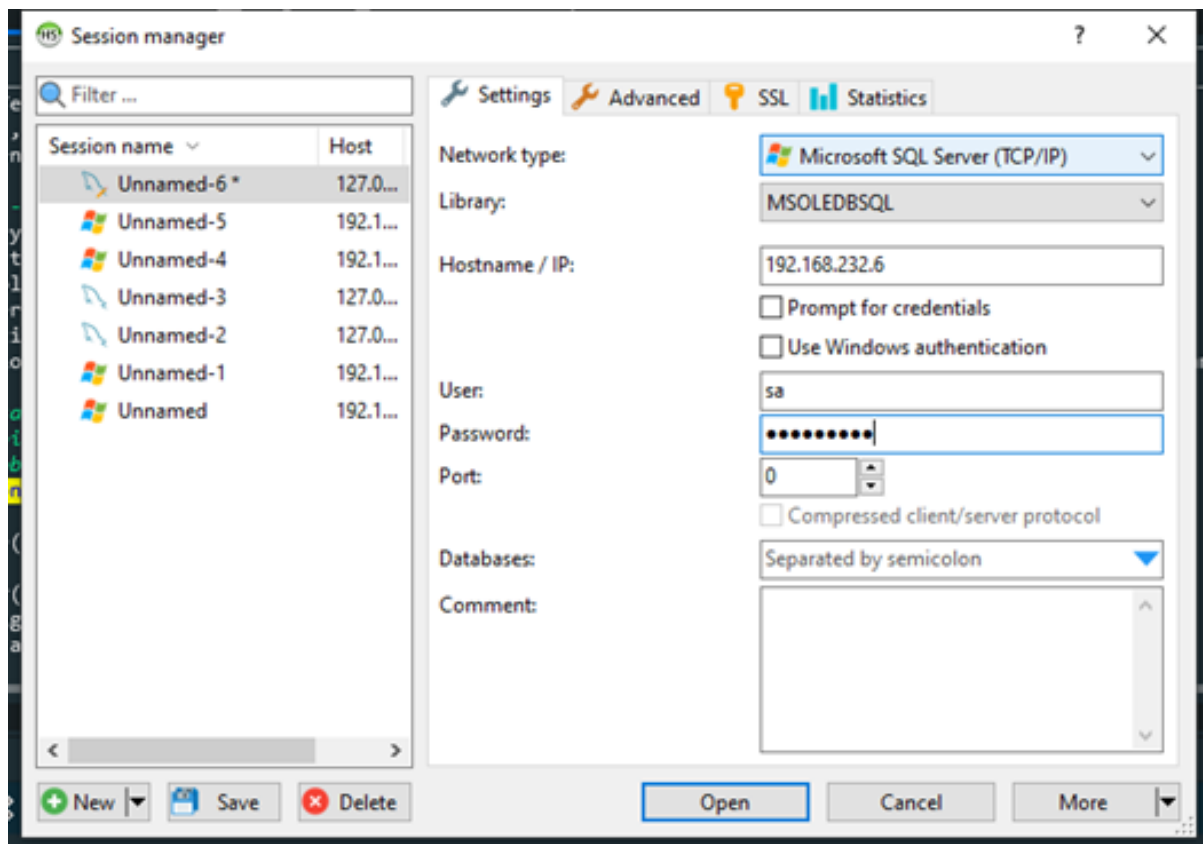 HS Session manager ?
Filter ...
Settings Advanced SSL Statistics
Session name Host
Unnamed-6 * 127.0...
Unnamed-5 192.1...
Unnamed-4 192.1...
Unnamed-3 127.0...
Unnamed-2 127.0...
Unnamed-1 192.1...
Unnamed 192.1...
Network type: Microsoft SQL Server (TCP/IP)
Library: MSOLEDBSQL
Hostname / IP: 192.168.232.6
Prompt for credentials
Use Windows authentication
User: sa
Password: •••••••••
Port: 0
Compressed client/server protocol
Databases: Separated by semicolon
Comment:
New Save Delete Open Cancel More